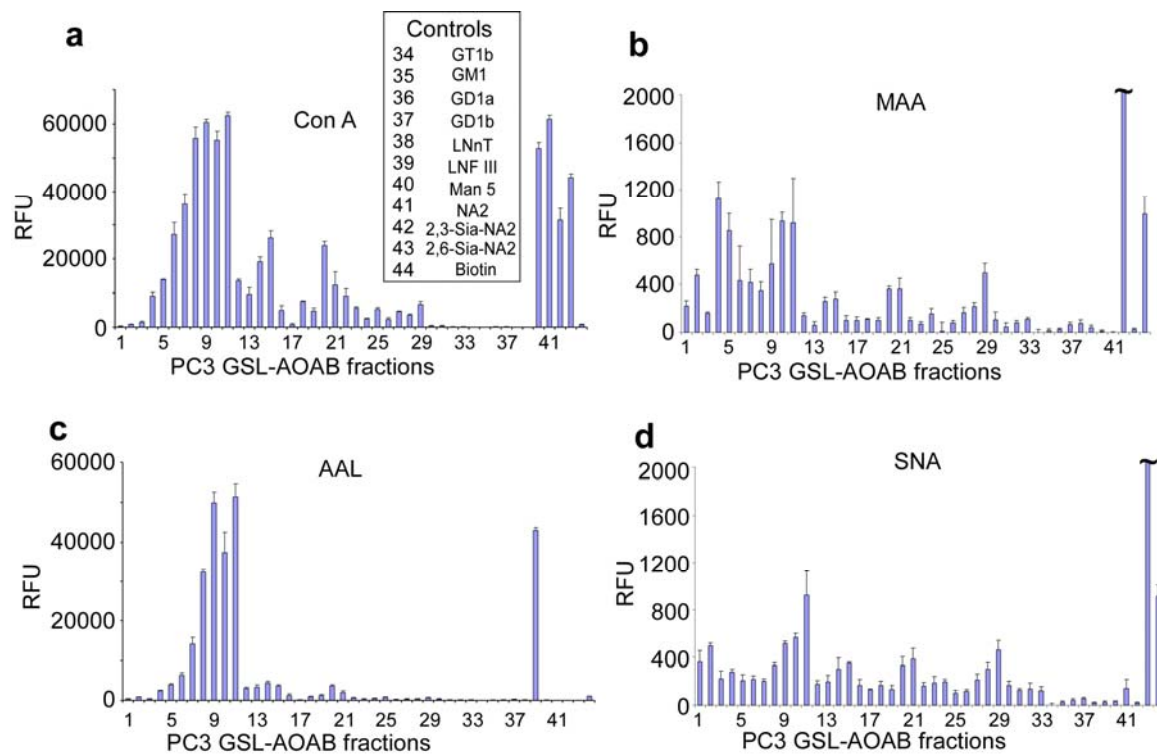 a
Con A
RFU
60000
40000
20000
0
1 5 9 13 17 21 25 29 33 37 41
PC3 GSL-AOAB fractions
Controls
34 GT1b
35 GM1
36 GD1a
37 GD1b
38 LNnT
39 LNF III
40 Man 5
41 NA2
42 2,3-Sia-NA2
43 2,6-Sia-NA2
44 Biotin
b
MAA
RFU
2000
1600
1200
800
400
0
1 5 9 13 17 21 25 29 33 37 41
PC3 GSL-AOAB fractions
c
AAL
RFU
60000
40000
20000
0
1 5 9 13 17 21 25 29 33 37 41
PC3 GSL-AOAB fractions
d
SNA
RFU
2000
1600
1200
800
400
0
1 5 9 13 17 21 25 29 33 37 41
PC3 GSL-AOAB fractions